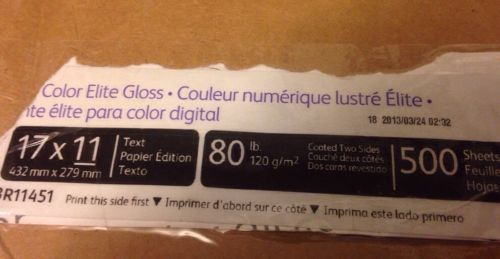 Color Elite Gloss • Couleur numérique lustré Élite •
élite para color digital
18 2013/03/24 02:32
17 x 11
432 mm x 279 mm
Text
Papier Édition
Texto
80 lb.
120 g/m²
Coated Two Sides
Couché deux côtés
Dos caras revestido
500 Sheets
Feuille
Hojas
R11451 Print this side first ▼ Imprimer d'abord sur ce côté ▼ Imprima este lado primero